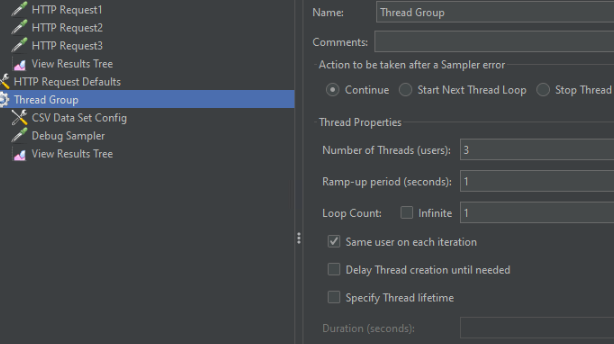 HTTP Request1
HTTP Request2
HTTP Request3
View Results Tree
HTTP Request Defaults
Thread Group
CSV Data Set Config
Debug Sampler
View Results Tree
Name: Thread Group
Comments:
Action to be taken after a Sampler error
Continue Start Next Thread Loop Stop Thread
Thread Properties
Number of Threads (users): 3
Ramp-up period (seconds): 1
Loop Count: Infinite 1
Same user on each iteration
Delay Thread creation until needed
Specify Thread lifetime
Duration (seconds):